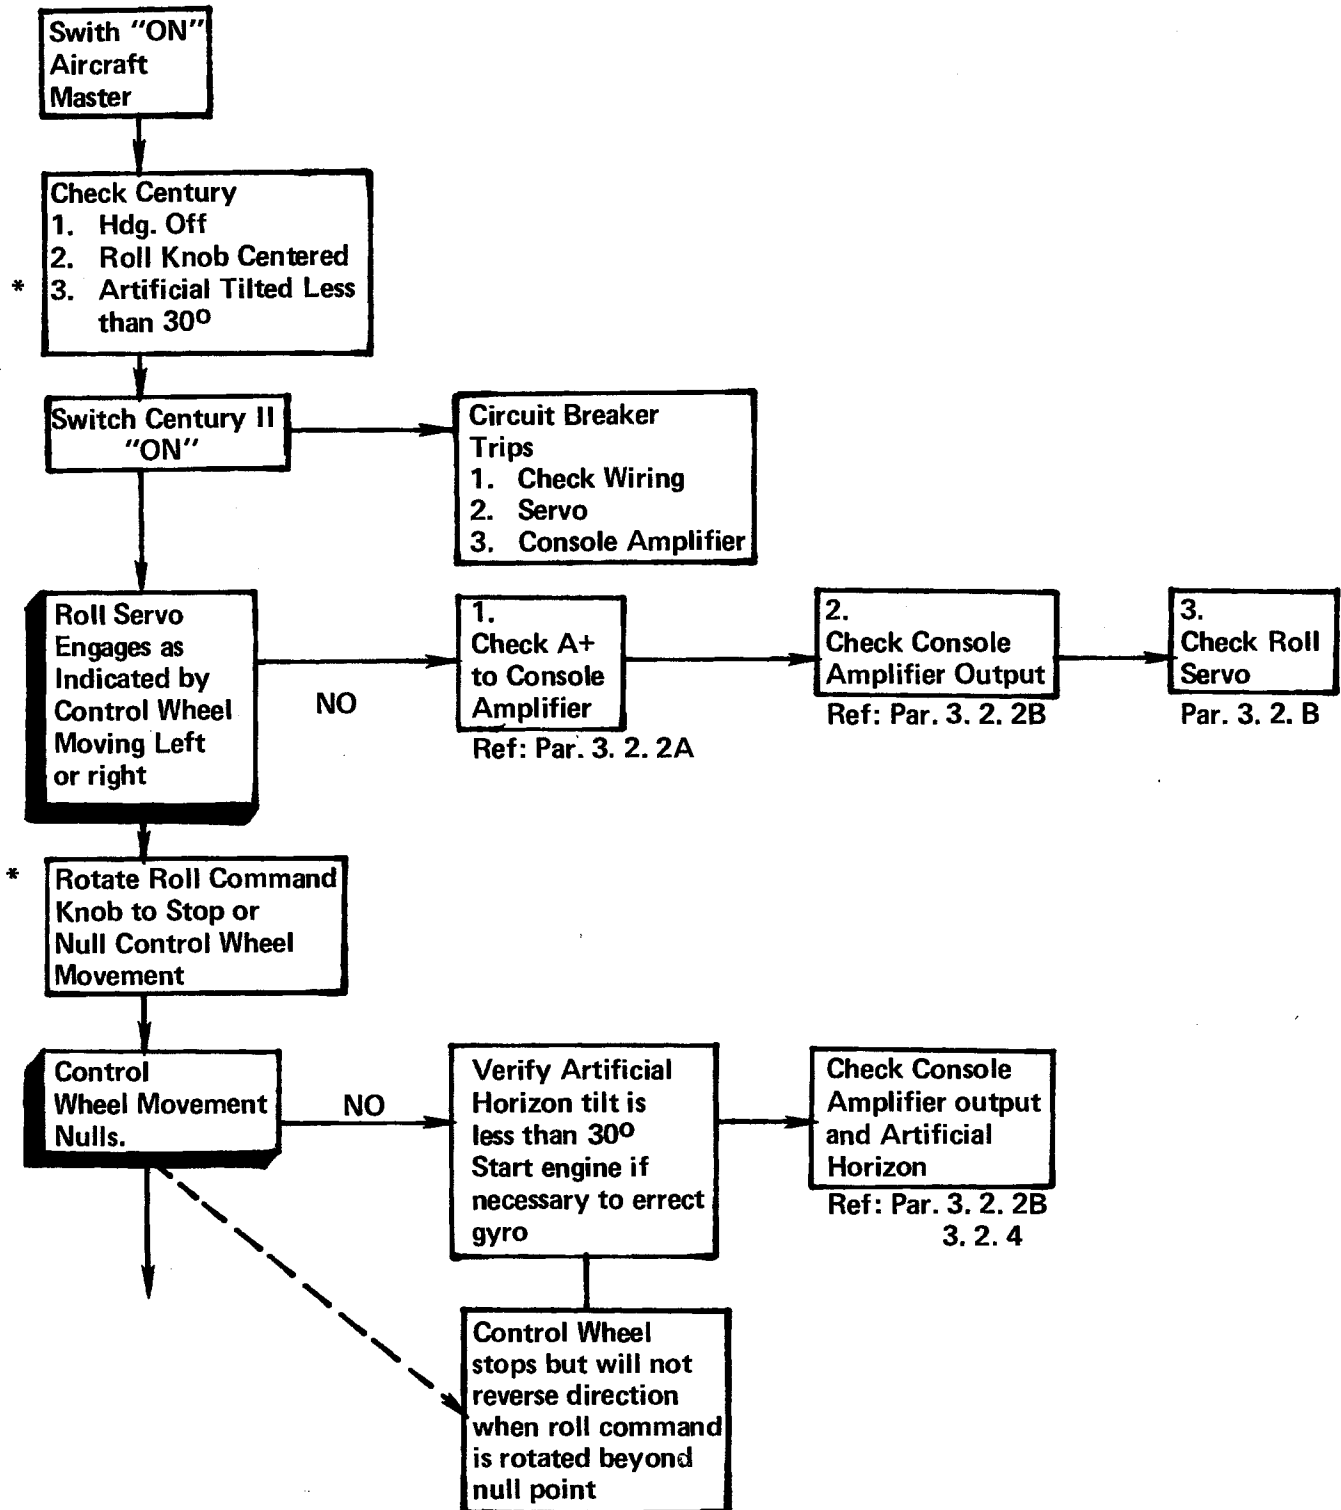 Swith "ON"
Aircraft
Master
Check Century
1. Hdg. Off
2. Roll Knob Centered
* 3. Artificial Tilted Less
than 30º
Switch Century II
"ON"
Circuit Breaker
Trips
1. Check Wiring
2. Servo
3. Console Amplifier
Roll Servo
Engages as
Indicated by
Control Wheel
Moving Left
or right
NO
1.
Check A+
to Console
Amplifier
Ref: Par. 3. 2. 2A
2.
Check Console
Amplifier Output
Ref: Par. 3. 2. 2B
3.
Check Roll
Servo
Par. 3. 2. B
* Rotate Roll Command
Knob to Stop or
Null Control Wheel
Movement
Control
Wheel Movement
Nulls.
NO
Verify Artificial
Horizon tilt is
less than 30º
Start engine if
necessary to errect
gyro
Check Console
Amplifier output
and Artificial
Horizon
Ref: Par. 3. 2. 2B
3. 2. 4
Control Wheel
stops but will not
reverse direction
when roll command
is rotated beyond
null point